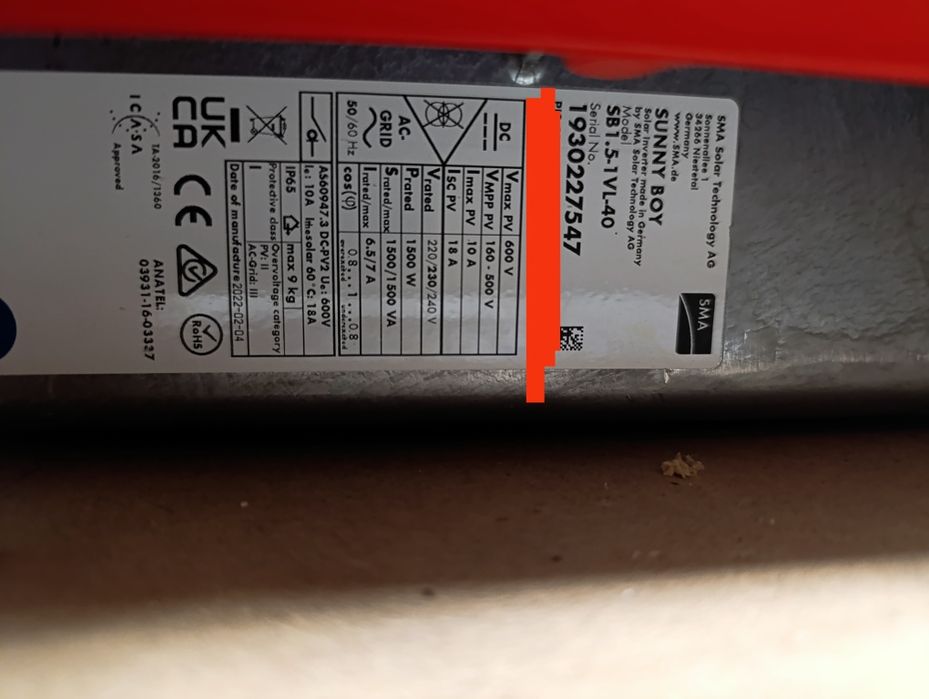 SMA Solar Technology AG
Sonnenallee 1
34266 Niestetal
Germany
www.SMA.de
SMA
SUNNY BOY
Solar Inverter made in Germany
by SMA Solar Technology AG
Model
SB1.5-1VL-40
Serial No.
1930227547
DC
Vmax PV 600 V
VMPP PV 160 - 500 V
Imax PV 10 A
ISC PV 18 A
AC-GRID
50/60 Hz
Vrated 220/230/240 V
Prated 1500 W
Srated/max 1500/1500 VA
Irated/max 6.5/7 A
cos(φ) 0.8...1...0.8
AS60947.3 DC-PV2 Ue: 600V
Ie: 10A Imesolar 60°C: 18A
IP65 max 9 kg
Protective class Overvoltage category
I PV: II
AC-Grid: III
Date of manufacture 2022-02-04
UK
CA
CE
RoHS
ICASA
TA-2016/1360
Approved
ANATEL:
03931-16-03337